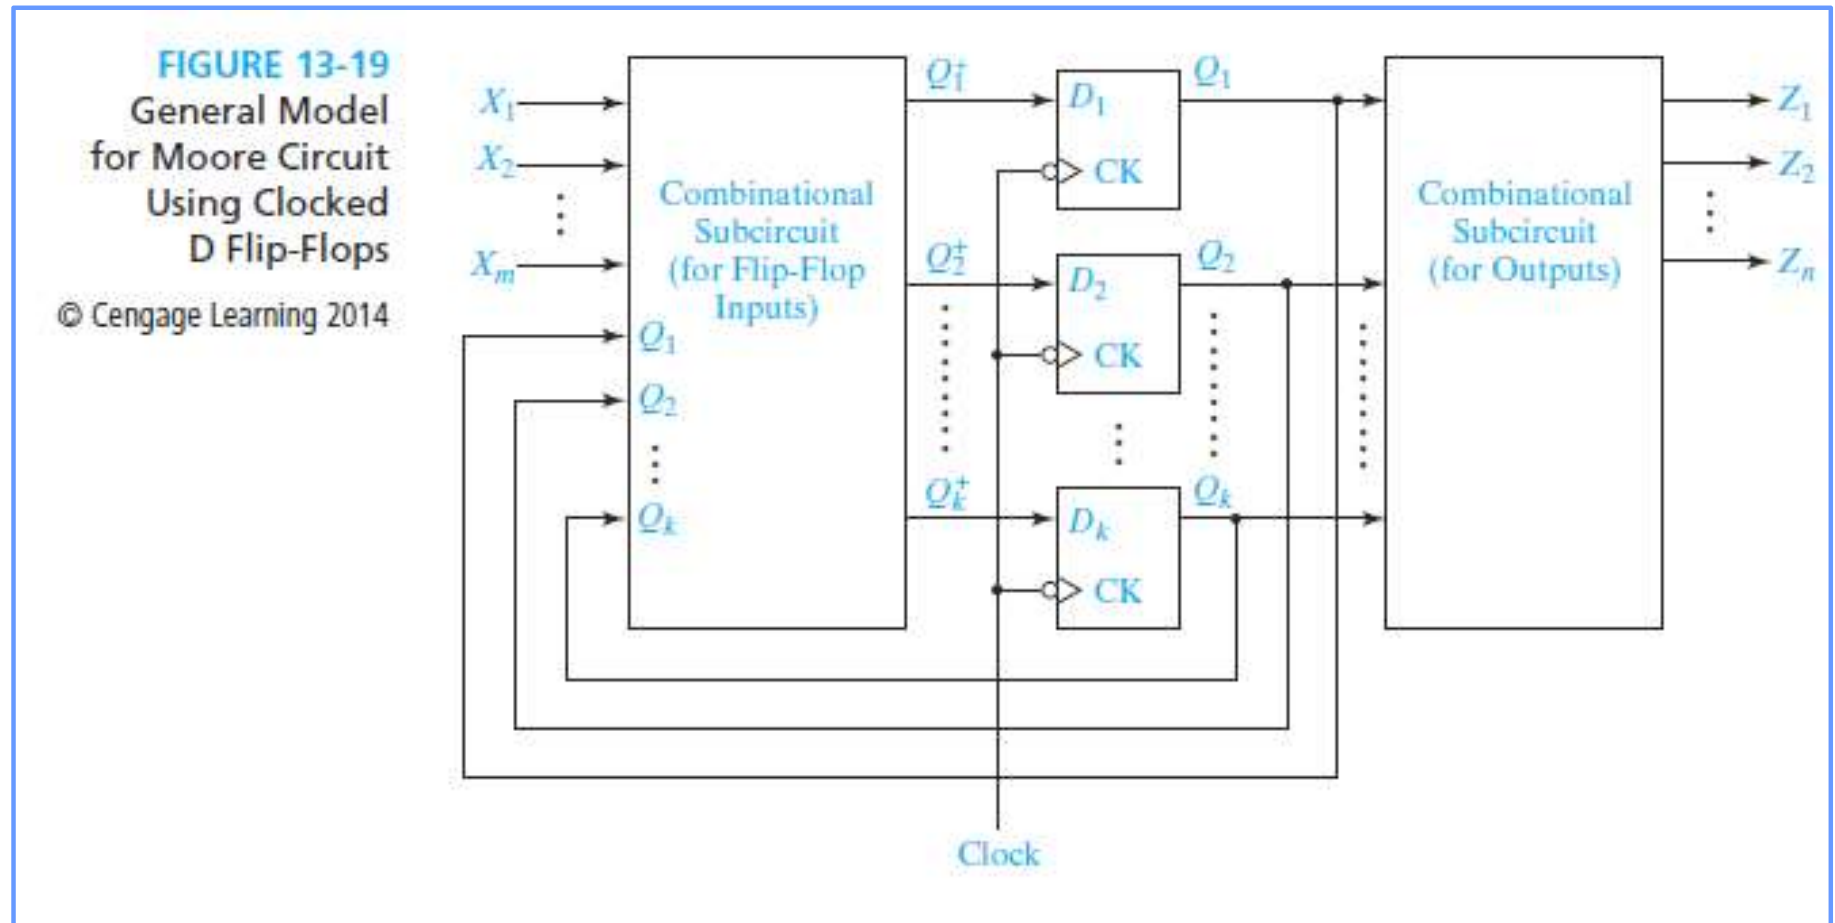 FIGURE 13-19
General Model
for Moore Circuit
Using Clocked
D Flip-Flops
© Cengage Learning 2014
X₁
X₂
Xₘ
Q₁
Q₂
Qₖ
Combinational
Subcircuit
(for Flip-Flop
Inputs)
Q₁⁺
Q₂⁺
Qₖ⁺
D₁
CK
D₂
CK
Dₖ
CK
Q₁
Q₂
Qₖ
Combinational
Subcircuit
(for Outputs)
Z₁
Z₂
Zₙ
Clock